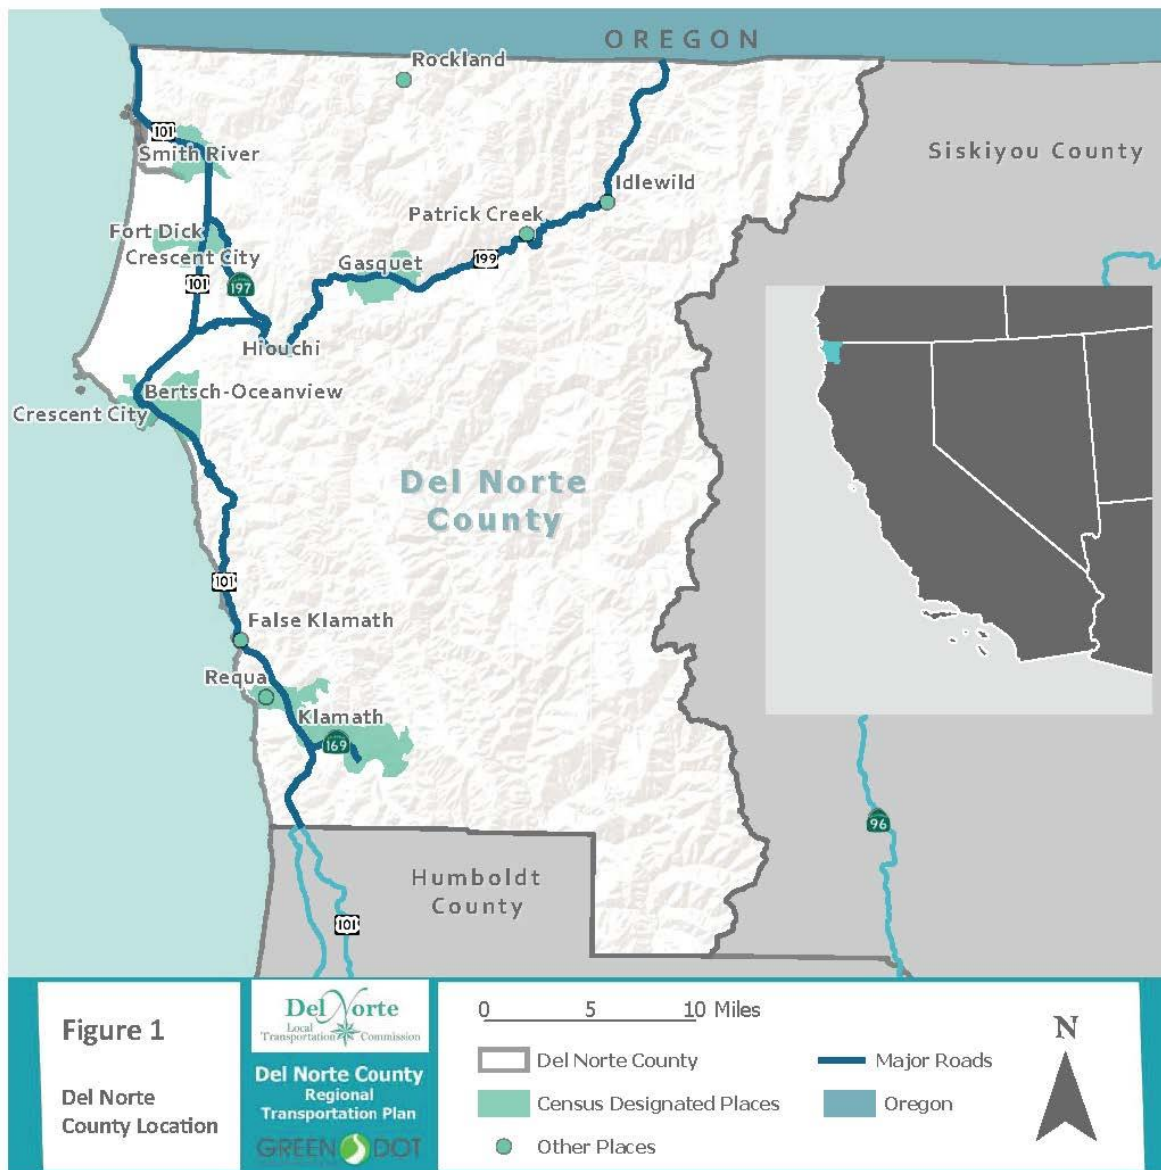 OREGON
Rockland
Siskiyou County
101
Smith River
Idlewild
Patrick Creek
Fort Dick
Crescent City
Gasquet
199
101
197
Hiouchi
Bertsch-Oceanview
Crescent City
Del Norte
County
101
False Klamath
Requa
Klamath
169
96
Humboldt
County
101
Figure 1
Del Norte
County Location
Del Norte
Local
Transportation Commission
Del Norte County
Regional
Transportation Plan
GREEN DOT
0 5 10 Miles
Del Norte County
Census Designated Places
Other Places
Major Roads
Oregon
N